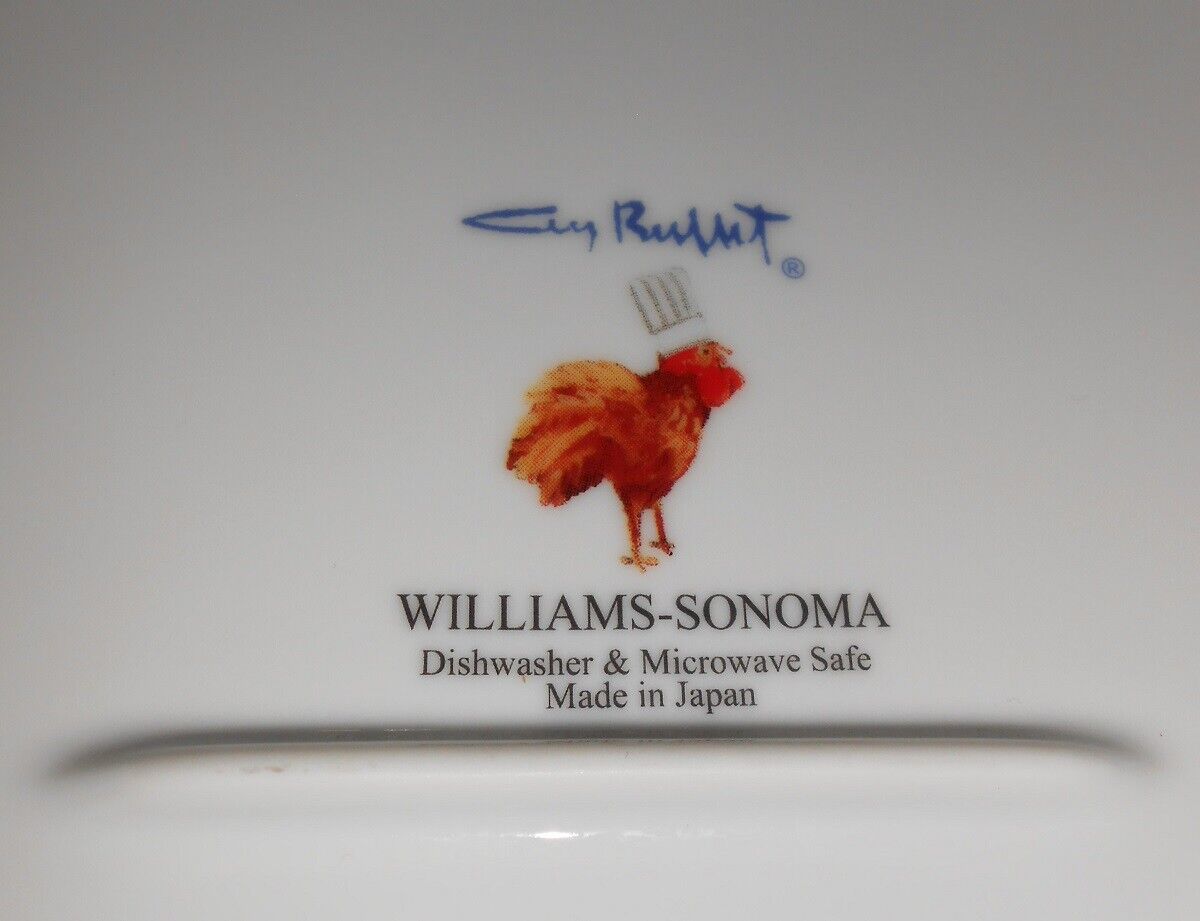 Guy Buffet ®
WILLIAMS-SONOMA
Dishwasher & Microwave Safe
Made in Japan